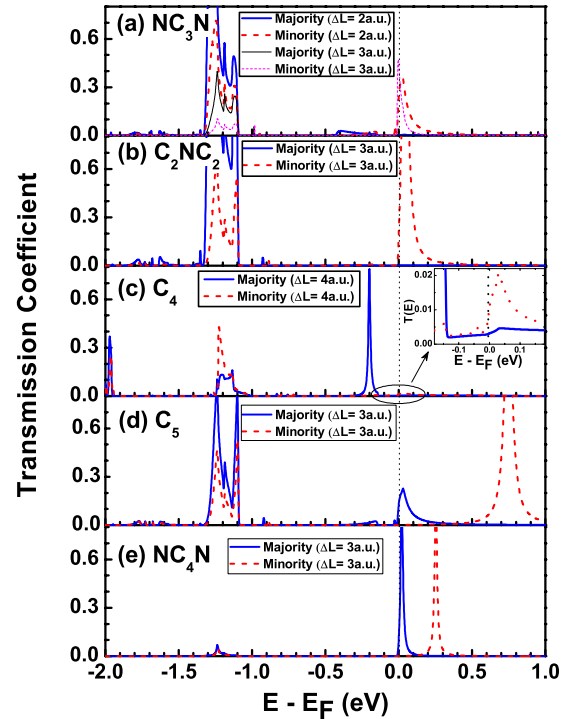 (a) NC3N
Majority (ΔL= 2a.u.)
Minority (ΔL= 2a.u.)
Majority (ΔL= 3a.u.)
Minority (ΔL= 3a.u.)
0.6
0.3
0.0
(b) C2NC2
Majority (ΔL= 3a.u.)
Minority (ΔL= 3a.u.)
0.6
0.3
0.0
(c) C4
Majority (ΔL= 4a.u.)
Minority (ΔL= 4a.u.)
0.6
0.3
0.0
T(E)
0.02
0.01
0.00
-0.1 0.0 0.1
E - EF (eV)
(d) C5
Majority (ΔL= 3a.u.)
Minority (ΔL= 3a.u.)
0.6
0.3
0.0
(e) NC4N
Majority (ΔL= 3a.u.)
Minority (ΔL= 3a.u.)
0.6
0.3
0.0
-2.0 -1.5 -1.0 -0.5 0.0 0.5 1.0
E - EF (eV)
Transmission Coefficient